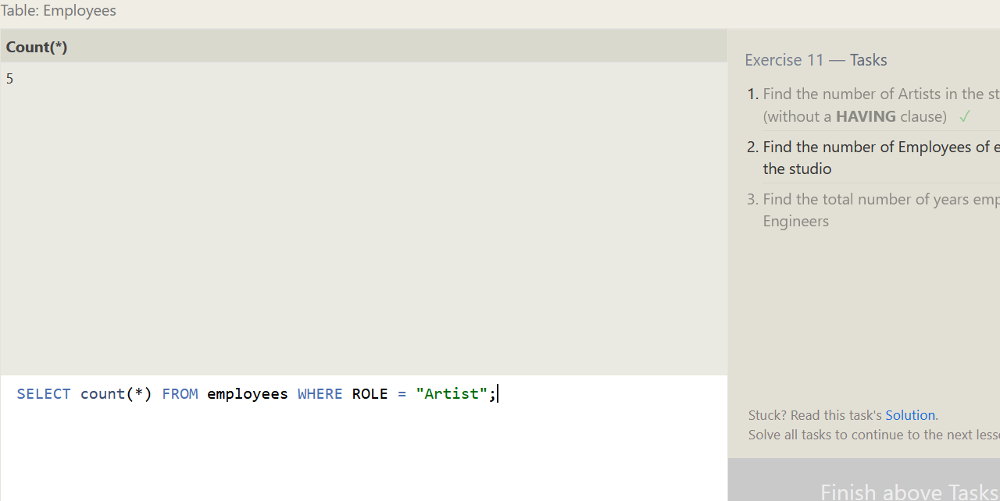 Table: Employees
Count(*)
5
Exercise 11 — Tasks
1. Find the number of Artists in the st
(without a HAVING clause) ✓
2. Find the number of Employees of e
the studio
3. Find the total number of years emp
Engineers
SELECT count(*) FROM employees WHERE ROLE = "Artist";
Stuck? Read this task's Solution.
Solve all tasks to continue to the next less
Finish above Tasks